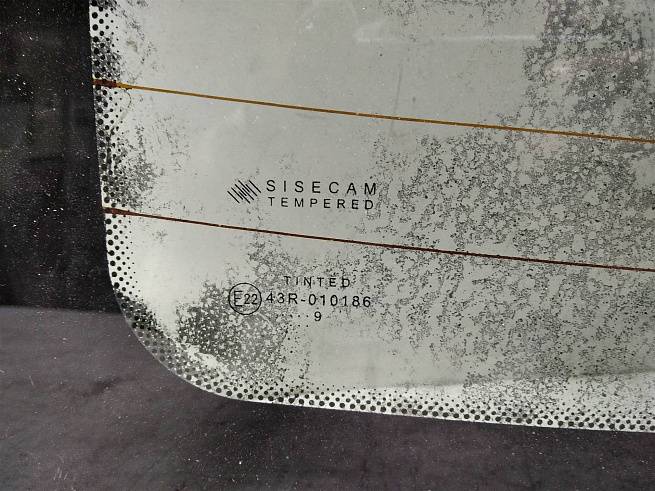 SISECAM
TEMPERED
TINTED
E22 43R-010186
9